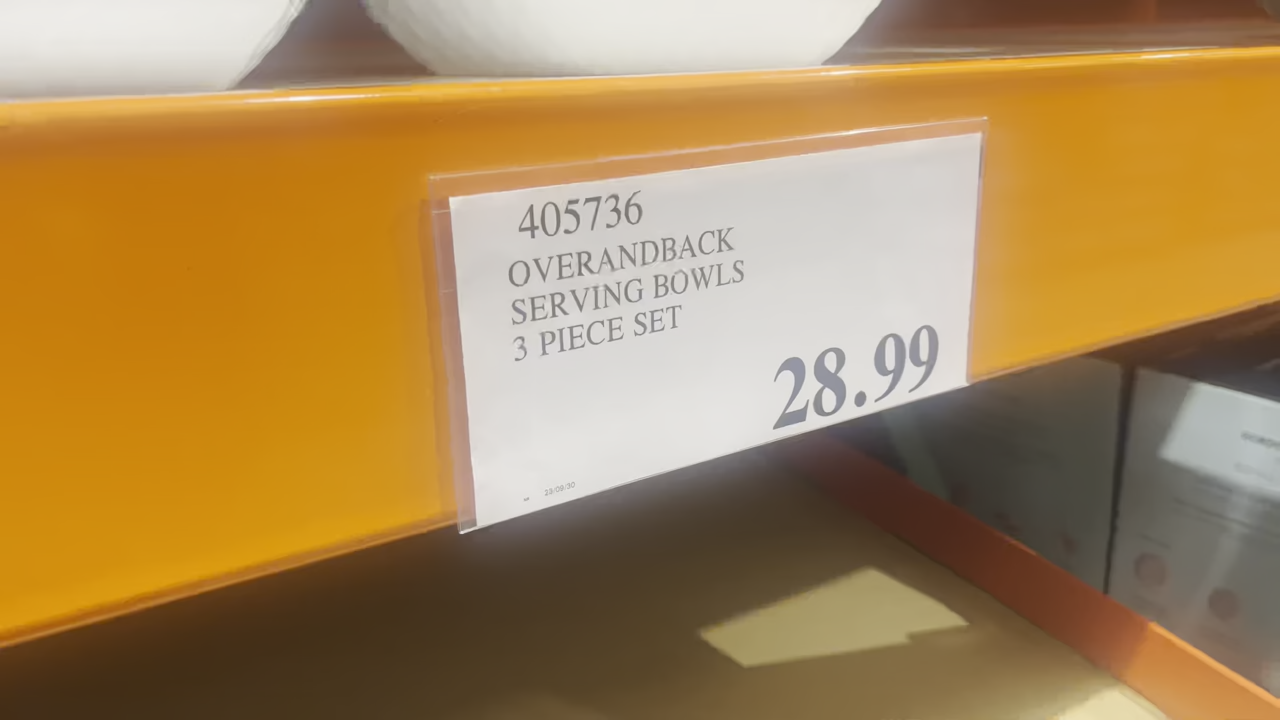 405736
OVERANDBACK
SERVING BOWLS
3 PIECE SET
28.99
23/09/30